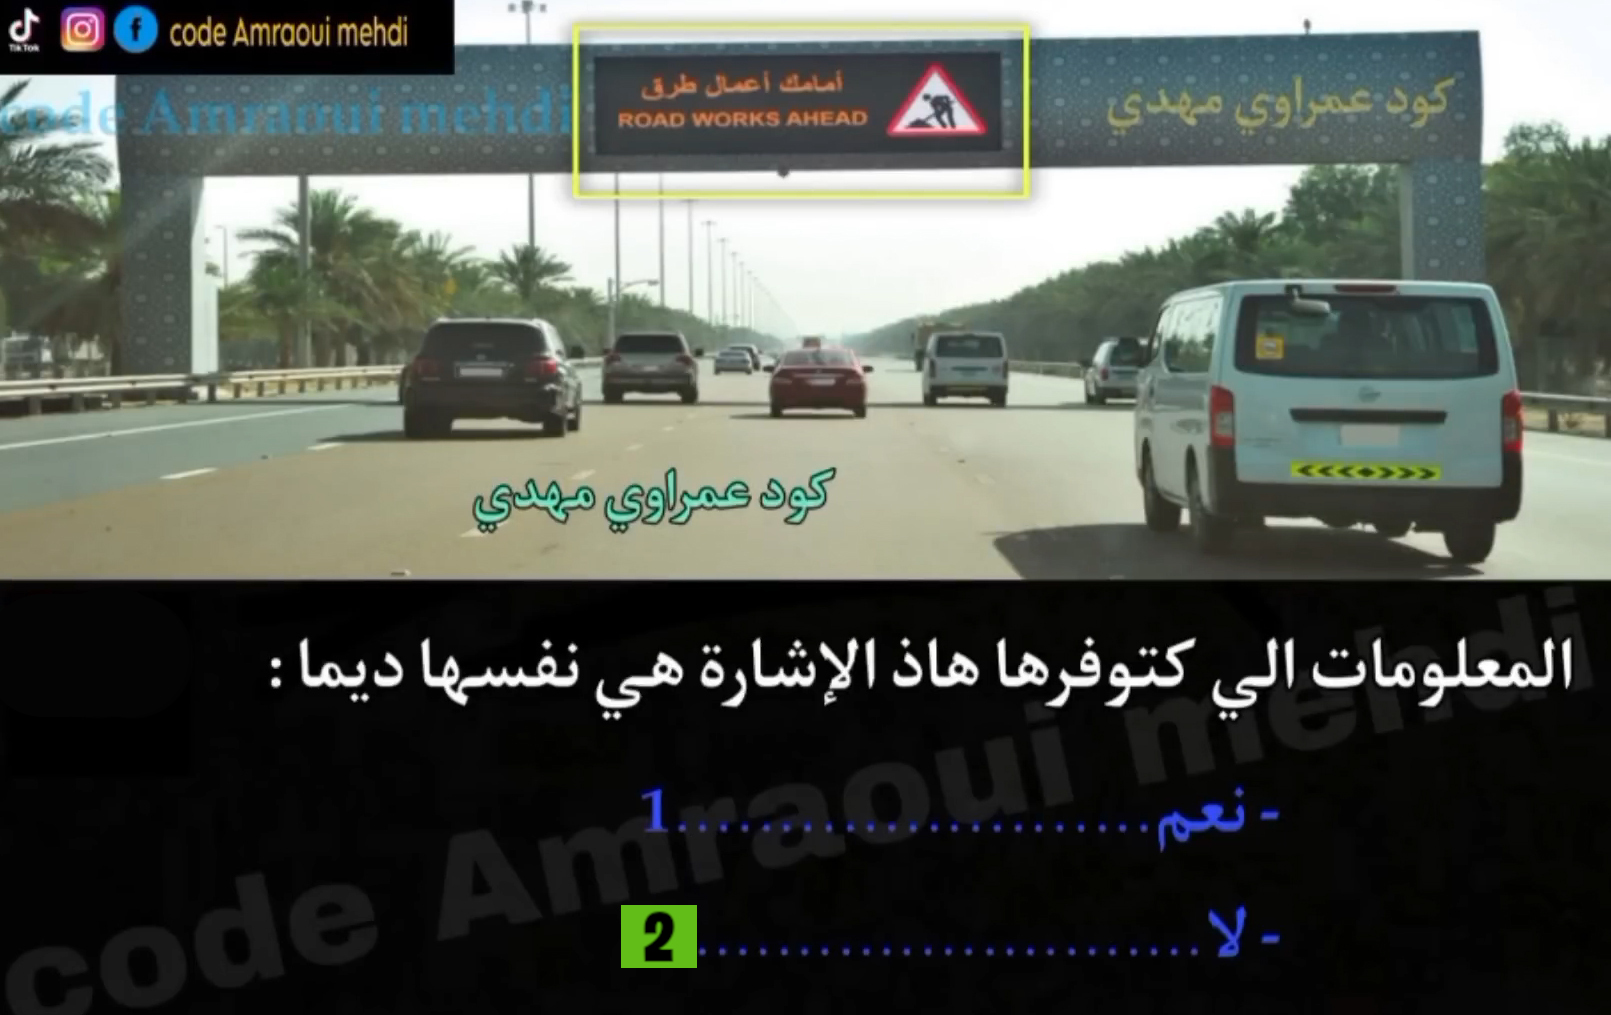 TikTok
code Amraoui mehdi
أمامك أعمال طرق
ROAD WORKS AHEAD
code Amraoui mehdi
كود عمراوي مهدي
كود عمراوي مهدي
المعلومات الي كتوفرها هاذ الإشارة هي نفسها ديما :
- نعم.......................1
- لا.........................2
code Amraoui mehdi